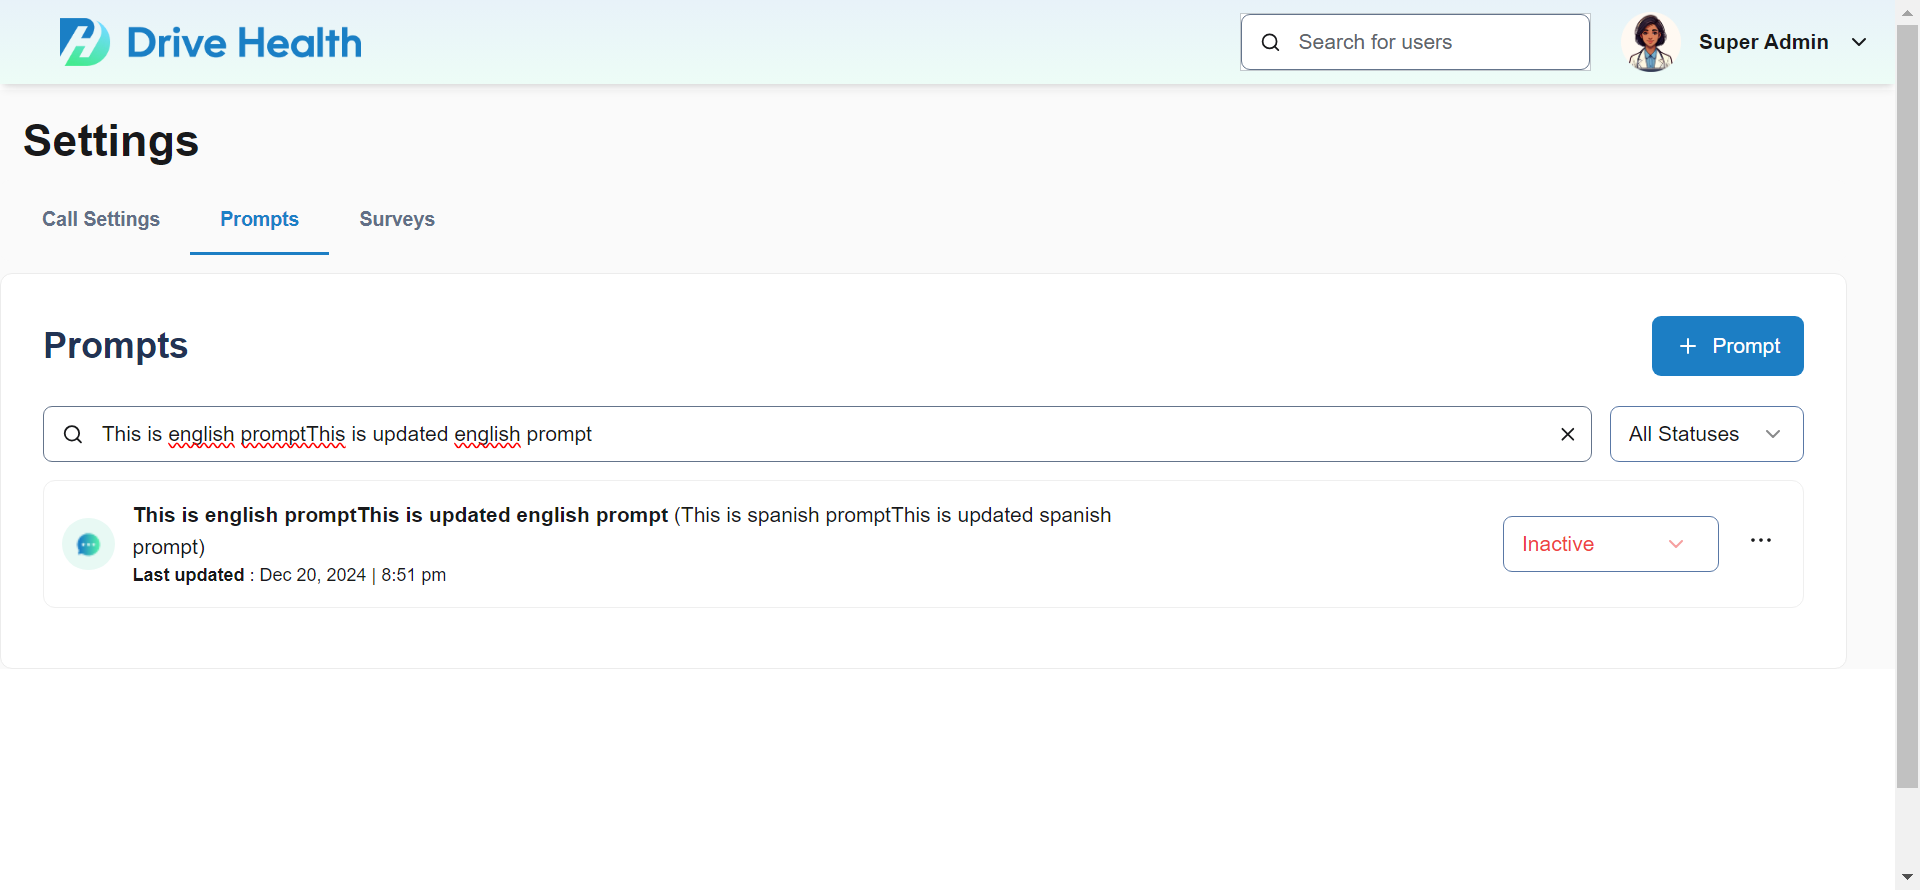 Drive Health
Search for users
Super Admin
Settings
Call Settings
Prompts
Surveys
Prompts
Prompt
This is english promptThis is updated english prompt
All Statuses
This is english promptThis is updated english prompt (This is spanish promptThis is updated spanish
prompt)
Last updated : Dec 20, 2024 | 8:51 pm
Inactive